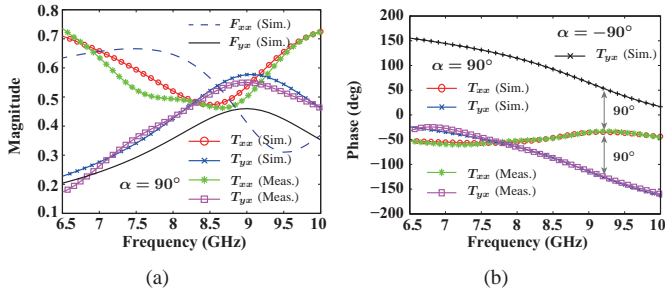 0.8
0.7
0.6
0.5
0.4
0.3
0.2
0.1
Magnitude
F_xx (Sim.)
F_yx (Sim.)
T_xx (Sim.)
T_yx (Sim.)
T_xx (Meas.)
T_yx (Meas.)
α = 90°
6.5 7 7.5 8 8.5 9 9.5 10
Frequency (GHz)
(a)
200
150
100
50
0
−50
−100
−150
−200
Phase (deg)
α = −90°
T_yx (Sim.)
α = 90°
T_xx (Sim.)
T_yx (Sim.)
90°
90°
T_xx (Meas.)
T_yx (Meas.)
6.5 7 7.5 8 8.5 9 9.5 10.0
Frequency (GHz)
(b)